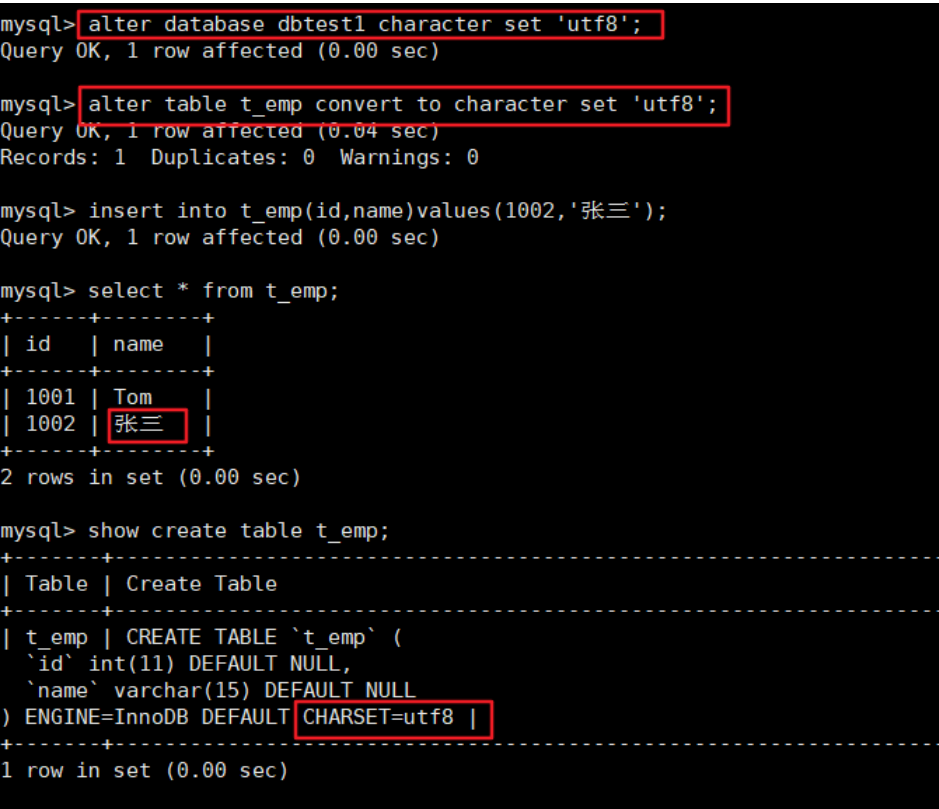 mysql> alter database dbtest1 character set 'utf8';
Query OK, 1 row affected (0.00 sec)
mysql> alter table t_emp convert to character set 'utf8';
Query OK, 1 row affected (0.04 sec)
Records: 1  Duplicates: 0  Warnings: 0
mysql> insert into t_emp(id,name)values(1002,'张三');
Query OK, 1 row affected (0.00 sec)
mysql> select * from t_emp;
+------+--------+
| id   | name   |
+------+--------+
| 1001 | Tom    |
| 1002 | 张三   |
+------+--------+
2 rows in set (0.00 sec)
mysql> show create table t_emp;
+-------+------------------------------------------------------------------
| Table | Create Table
+-------+------------------------------------------------------------------
| t_emp | CREATE TABLE `t_emp` (
  `id` int(11) DEFAULT NULL,
  `name` varchar(15) DEFAULT NULL
) ENGINE=InnoDB DEFAULT CHARSET=utf8 |
+-------+------------------------------------------------------------------
1 row in set (0.00 sec)